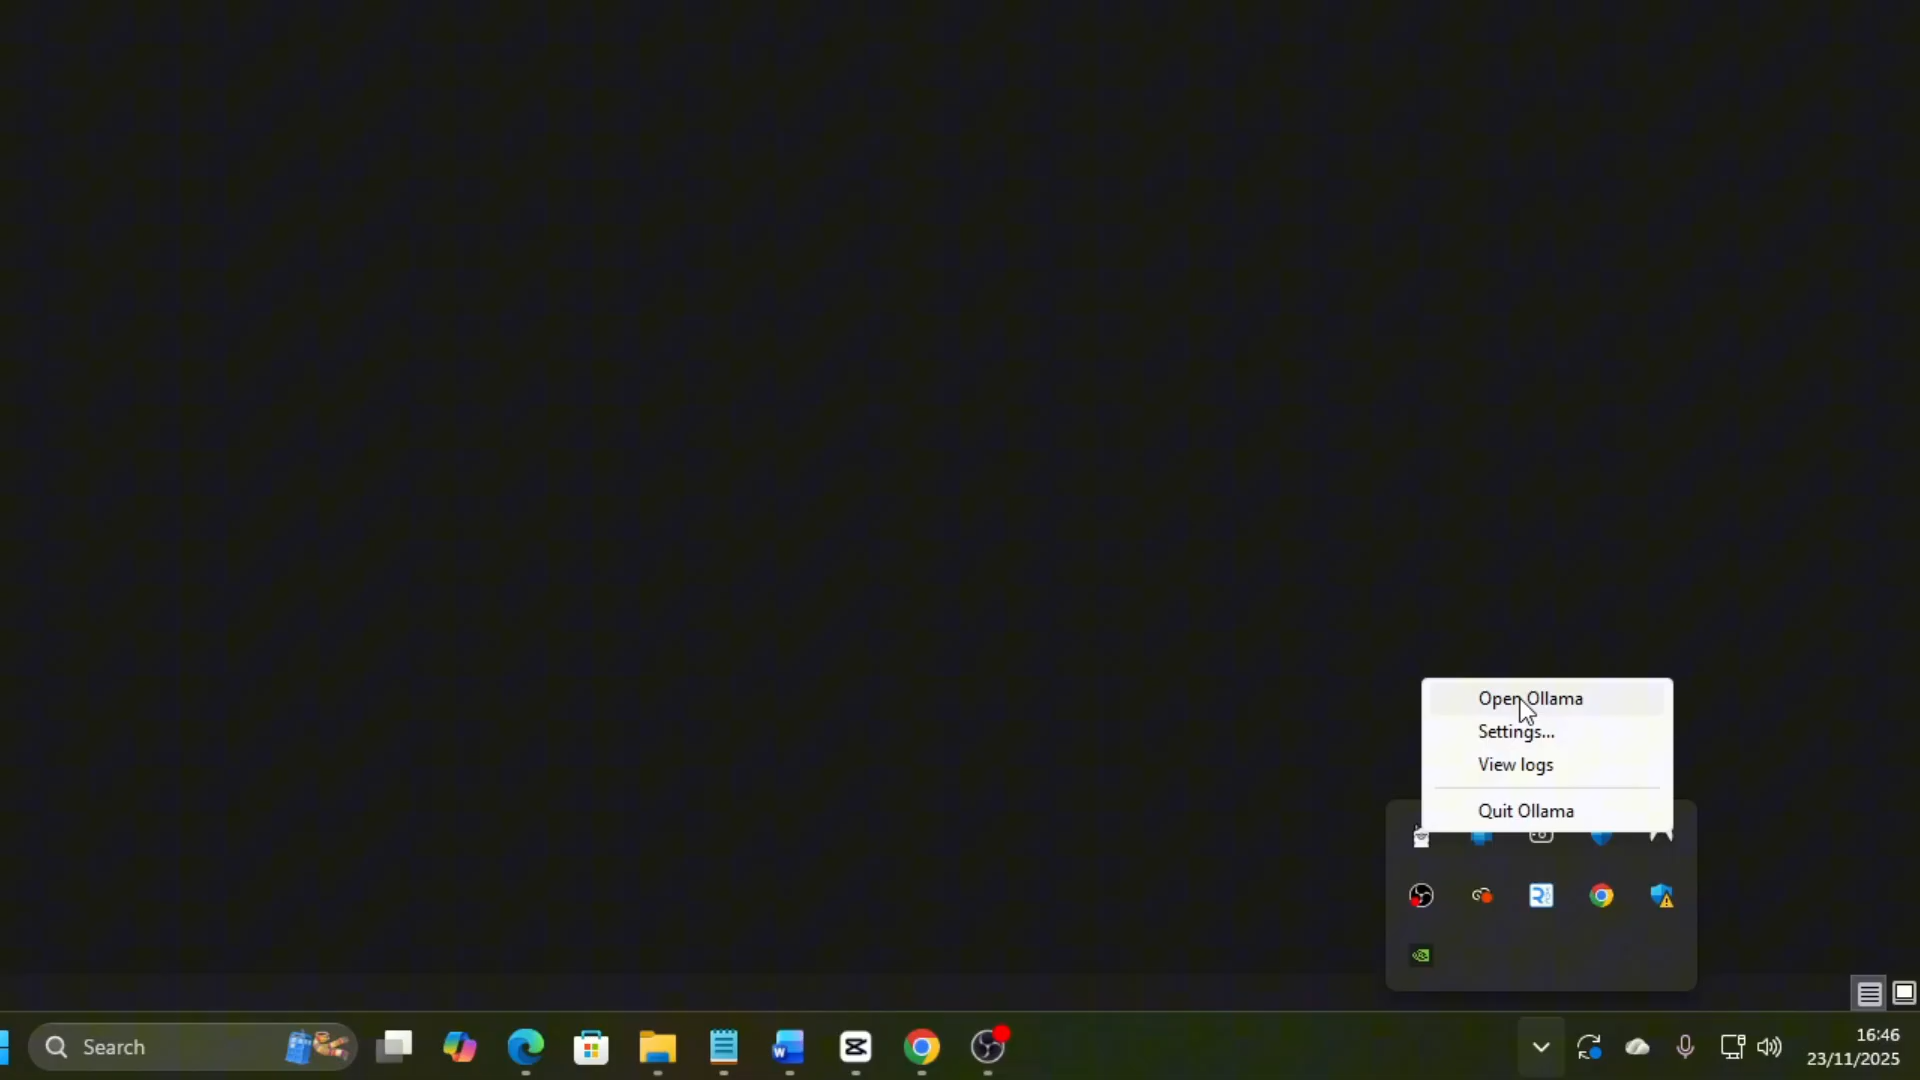 Open Ollama
Settings...
View logs
Quit Ollama
Search
16:46
23/11/2025